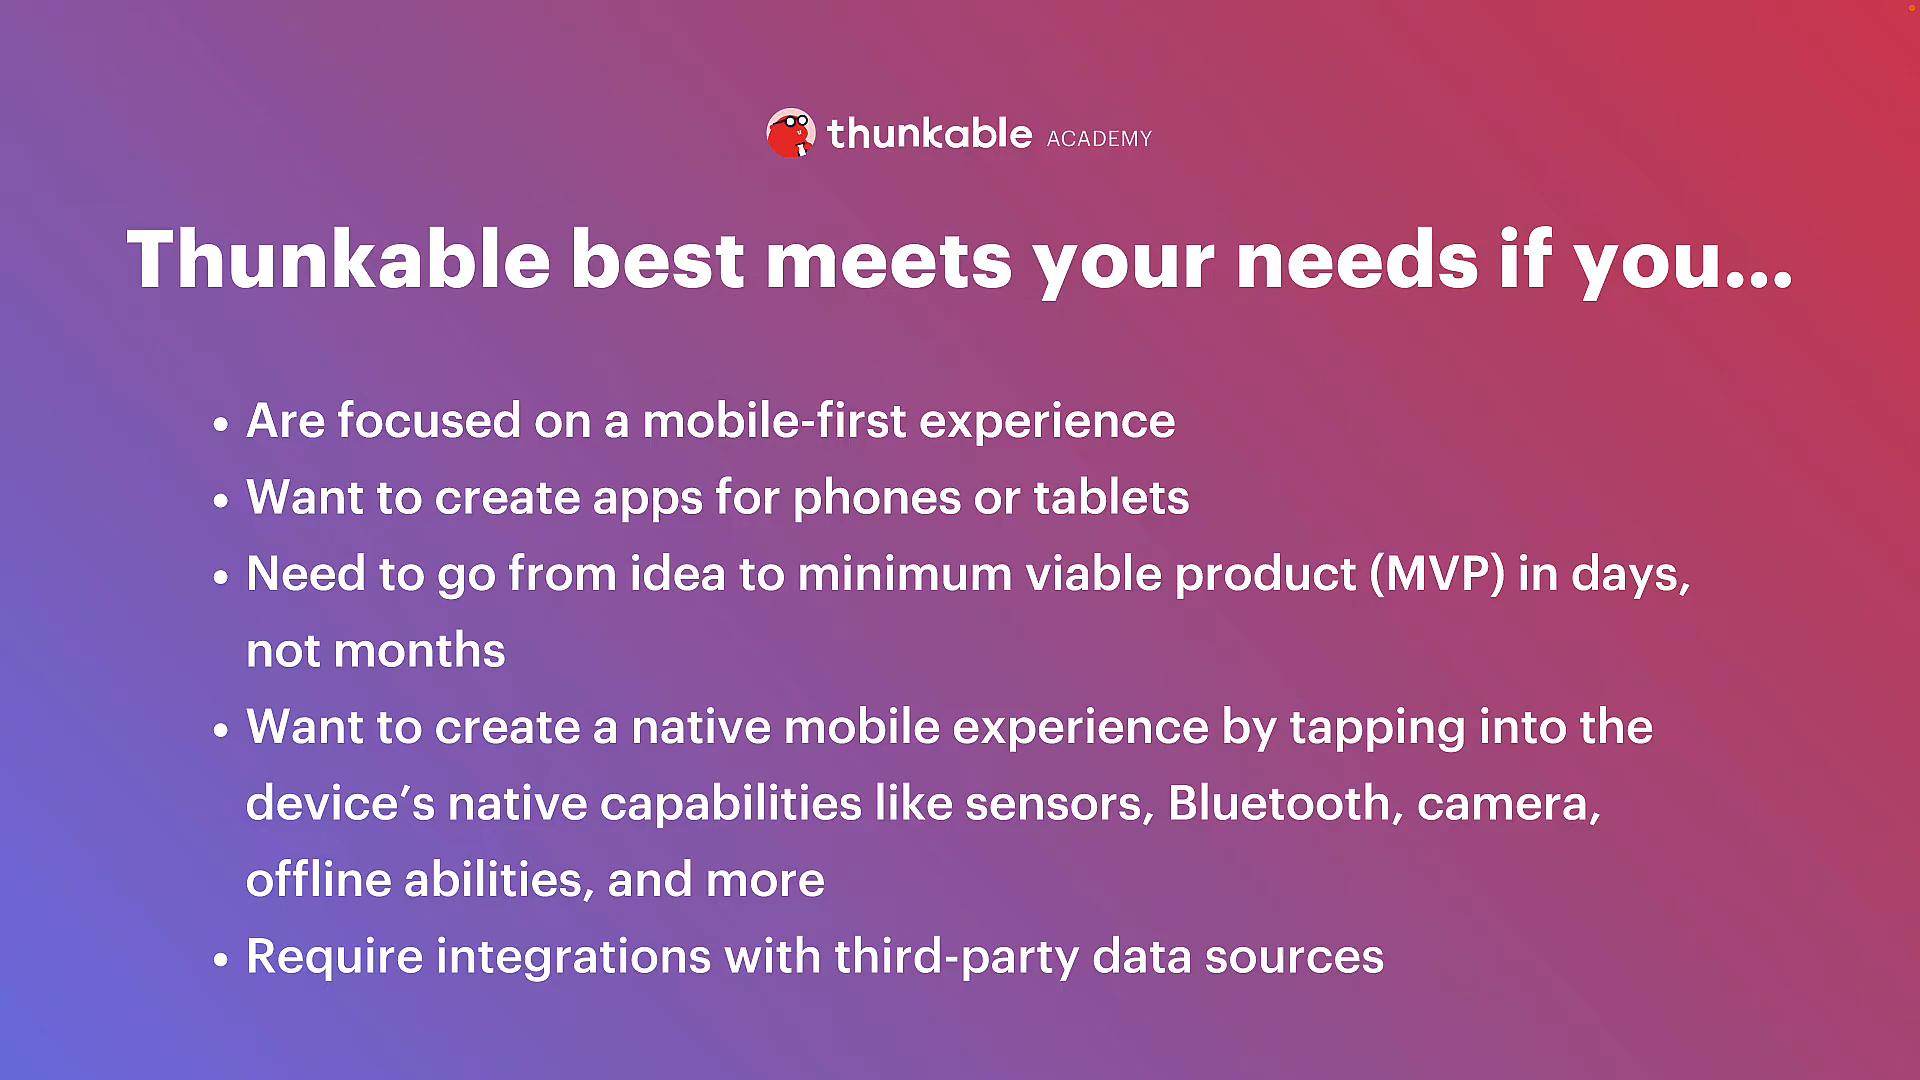 thunkable ACADEMY
Thunkable best meets your needs if you...
• Are focused on a mobile-first experience
• Want to create apps for phones or tablets
• Need to go from idea to minimum viable product (MVP) in days,
not months
• Want to create a native mobile experience by tapping into the
device’s native capabilities like sensors, Bluetooth, camera,
offline abilities, and more
• Require integrations with third-party data sources